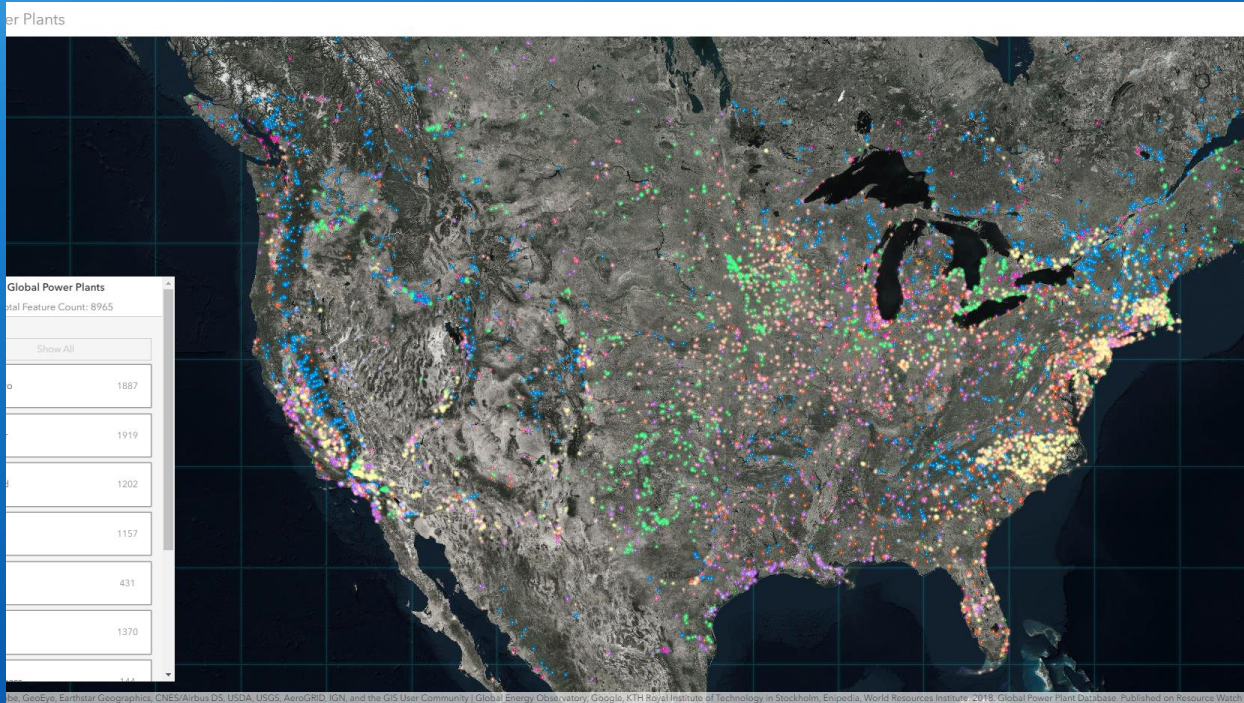 er Plants
Global Power Plants
otal Feature Count: 8965
Show All
o 1887
r 1919
d 1202
1157
431
1370
144
be, GeoEye, Earthstar Geographics, CNES/Airbus DS, USDA, USGS, AeroGRID, IGN, and the GIS User Community | Global Energy Observatory, Google, KTH Royal Institute of Technology in Stockholm, Enipedia, World Resources Institute. 2018. Global Power Plant Database. Published on Resource Watch